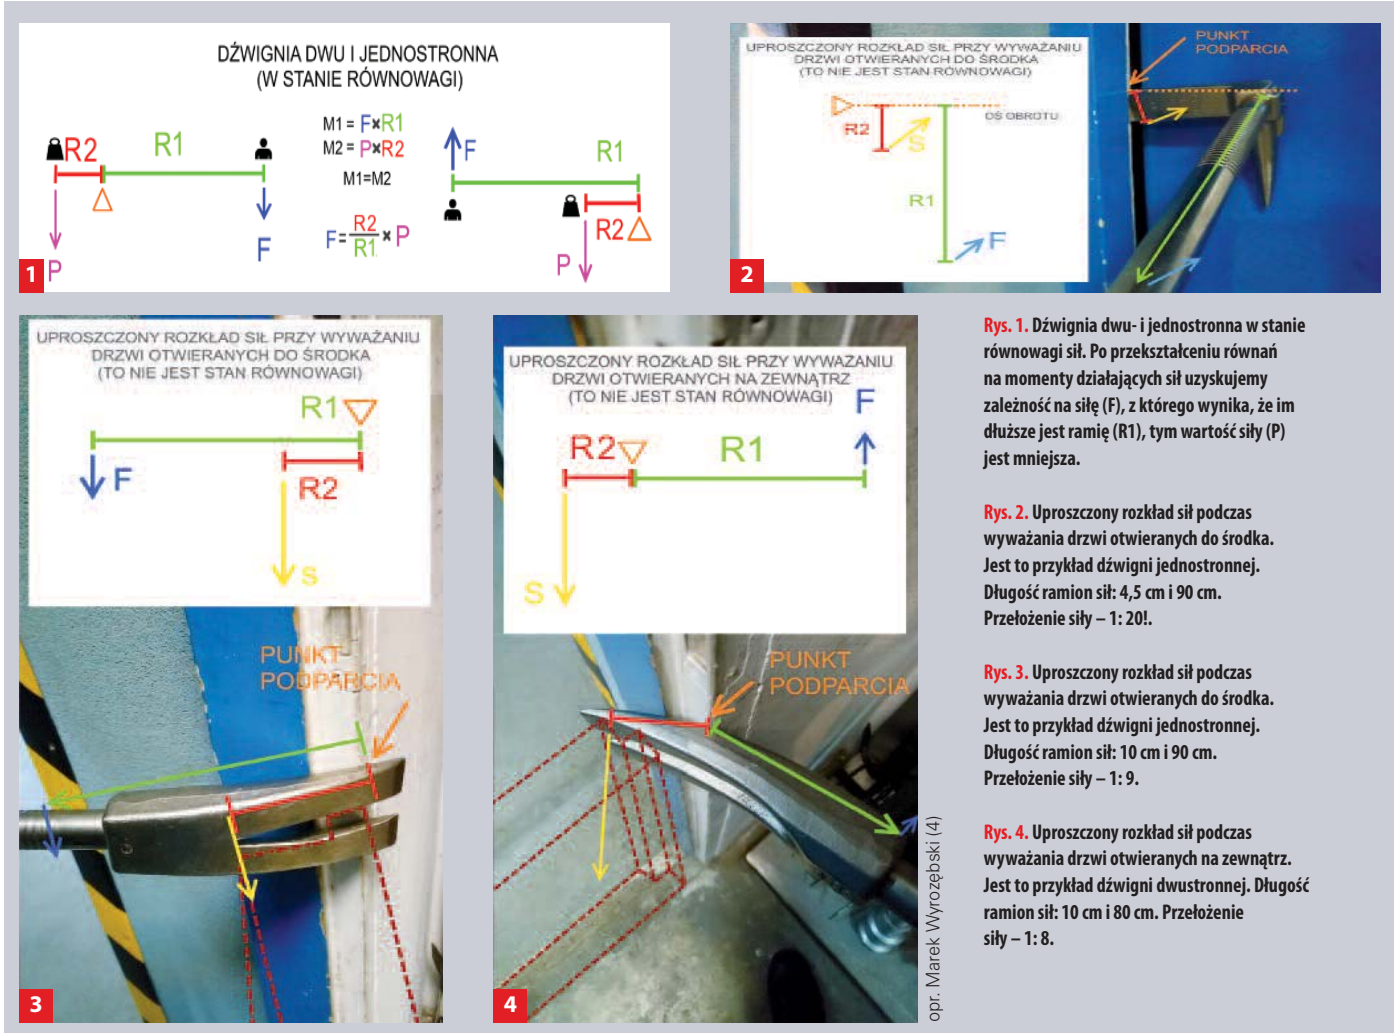 DŹWIGNIA DWU I JEDNOSTRONNA
(W STANIE RÓWNOWAGI)
R2
R1
P
F
M1 = F×R1
M2 = P×R2
M1=M2
F= R2/R1 × P
F
R1
R2
P
1
UPROSZCZONY ROZKŁAD SIŁ PRZY WYWAŻANIU
DRZWI OTWIERANYCH DO ŚRODKA
(TO NIE JEST STAN RÓWNOWAGI)
OŚ OBROTU
R2
S
R1
F
PUNKT
PODPARCIA
2
UPROSZCZONY ROZKŁAD SIŁ PRZY WYWAŻANIU
DRZWI OTWIERANYCH DO ŚRODKA
(TO NIE JEST STAN RÓWNOWAGI)
R1
F
R2
S
PUNKT
PODPARCIA
3
UPROSZCZONY ROZKŁAD SIŁ PRZY WYWAŻANIU
DRZWI OTWIERANYCH NA ZEWNĄTRZ
(TO NIE JEST STAN RÓWNOWAGI)
F
R2
R1
S
PUNKT
PODPARCIA
4
opr. Marek Wyrozębski (4)
Rys. 1. Dźwignia dwu- i jednostronna w stanie
równowagi sił. Po przekształceniu równań
na momenty działających sił uzyskujemy
zależność na siłę (F), z którego wynika, że im
dłuższe jest ramię (R1), tym wartość siły (P)
jest mniejsza.
Rys. 2. Uproszczony rozkład sił podczas
wyważania drzwi otwieranych do środka.
Jest to przykład dźwigni jednostronnej.
Długość ramion sił: 4,5 cm i 90 cm.
Przełożenie siły – 1: 20!.
Rys. 3. Uproszczony rozkład sił podczas
wyważania drzwi otwieranych do środka.
Jest to przykład dźwigni jednostronnej.
Długość ramion sił: 10 cm i 90 cm.
Przełożenie siły – 1: 9.
Rys. 4. Uproszczony rozkład sił podczas
wyważania drzwi otwieranych na zewnątrz.
Jest to przykład dźwigni dwustronnej. Długość
ramion sił: 10 cm i 80 cm. Przełożenie
siły – 1: 8.